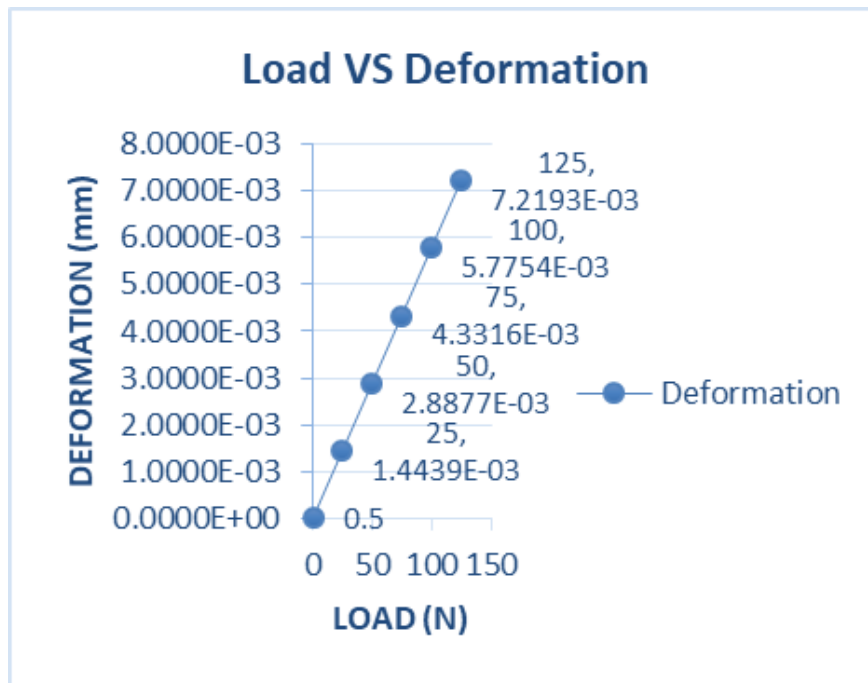 Load VS Deformation
DEFORMATION (mm)
8.0000E-03
7.0000E-03
6.0000E-03
5.0000E-03
4.0000E-03
3.0000E-03
2.0000E-03
1.0000E-03
0.0000E+00
125,
7.2193E-03
100,
5.7754E-03
75,
4.3316E-03
50,
2.8877E-03
25,
1.4439E-03
0.5
0 50 100 150
LOAD (N)
Deformation